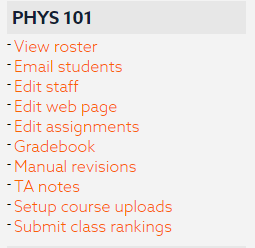 PHYS 101
- View roster
- Email students
- Edit staff
- Edit web page
- Edit assignments
- Gradebook
- Manual revisions
- TA notes
- Setup course uploads
- Submit class rankings